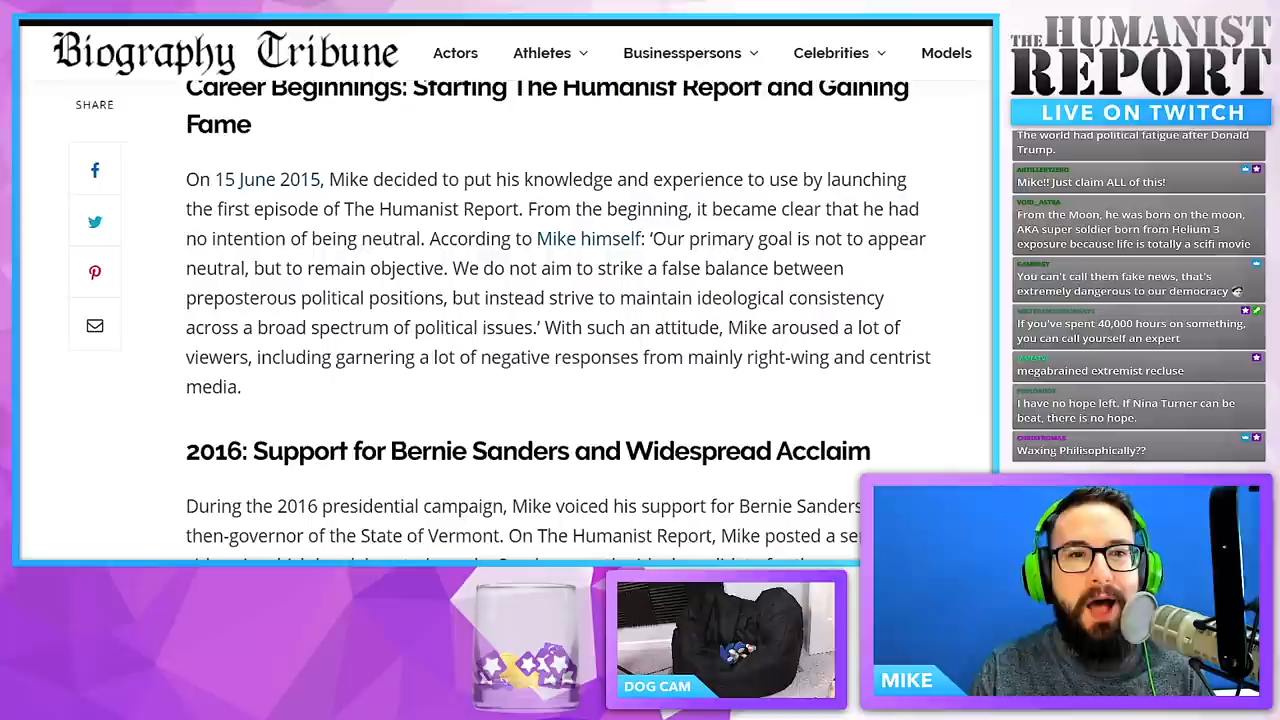 Biography Tribune
Actors
Athletes
Businesspersons
Celebrities
Models
SHARE
Career Beginnings: Starting The Humanist Report and Gaining
Fame
On 15 June 2015, Mike decided to put his knowledge and experience to use by launching
the first episode of The Humanist Report. From the beginning, it became clear that he had
no intention of being neutral. According to Mike himself: ‘Our primary goal is not to appear
neutral, but to remain objective. We do not aim to strike a false balance between
preposterous political positions, but instead strive to maintain ideological consistency
across a broad spectrum of political issues.’ With such an attitude, Mike aroused a lot of
viewers, including garnering a lot of negative responses from mainly right-wing and centrist
media.
2016: Support for Bernie Sanders and Widespread Acclaim
During the 2016 presidential campaign, Mike voiced his support for Bernie Sanders
then-governor of the State of Vermont. On The Humanist Report, Mike posted a se
THE HUMANIST
REPORT
LIVE ON TWITCH
The world had political fatigue after Donald
Trump.
Mike!! Just claim ALL of this!
VOID_ASTRA
From the Moon, he was born on the moon,
AKA super soldier born from Helium 3
exposure because life is totally a scifi movie
You can't call them fake news, that's
extremely dangerous to our democracy
If you've spent 40,000 hours on something,
you can call yourself an expert
megabrained extremist recluse
I have no hope left. If Nina Turner can be
beat, there is no hope.
Waxing Philisophically??
DOG CAM
MIKE